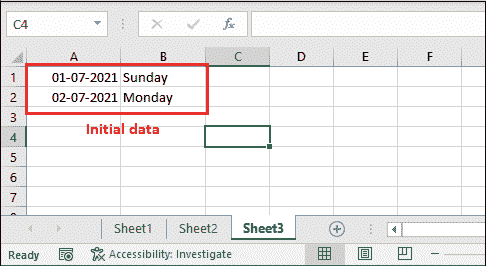 C4 fx
A B C D E F
1 01-07-2021 Sunday
2 02-07-2021 Monday
3 Initial data
4
5
6
7
Sheet1 Sheet2 Sheet3
Ready Accessibility: Investigate